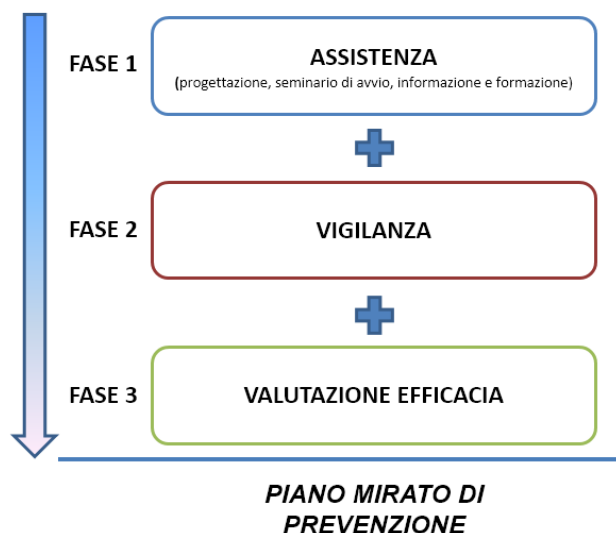 FASE 1
ASSISTENZA
(progettazione, seminario di avvio, informazione e formazione)
FASE 2
VIGILANZA
FASE 3
VALUTAZIONE EFFICACIA
PIANO MIRATO DI
PREVENZIONE